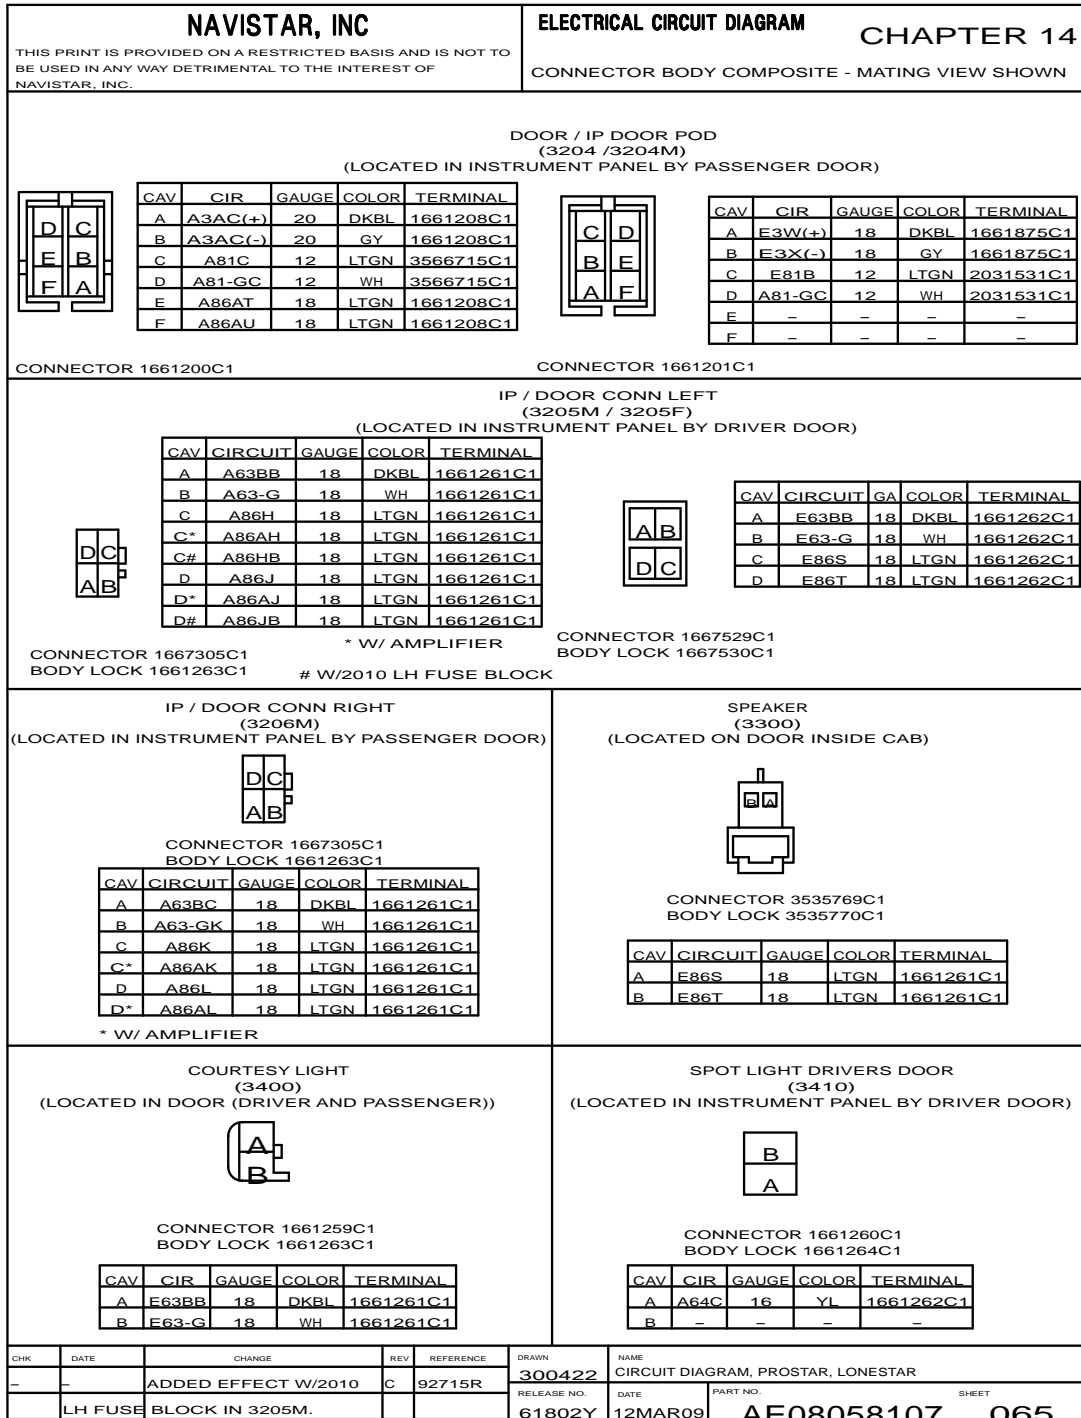 NAVISTAR, INC
THIS PRINT IS PROVIDED ON A RESTRICTED BASIS AND IS NOT TO
BE USED IN ANY WAY DETRIMENTAL TO THE INTEREST OF
NAVISTAR, INC.
ELECTRICAL CIRCUIT DIAGRAM
CHAPTER 14
CONNECTOR BODY COMPOSITE - MATING VIEW SHOWN
DOOR / IP DOOR POD
(3204 /3204M)
(LOCATED IN INSTRUMENT PANEL BY PASSENGER DOOR)
D C
E B
F A
CAV CIR GAUGE COLOR TERMINAL
A A3AC(+) 20 DKBL 1661208C1
B A3AC(-) 20 GY 1661208C1
C A81C 12 LTGN 3566715C1
D A81-GC 12 WH 3566715C1
E A86AT 18 LTGN 1661208C1
F A86AU 18 LTGN 1661208C1
CONNECTOR 1661200C1
C D
B E
A F
CAV CIR GAUGE COLOR TERMINAL
A E3W(+) 18 DKBL 1661875C1
B E3X(-) 18 GY 1661875C1
C E81B 12 LTGN 2031531C1
D A81-GC 12 WH 2031531C1
E – – – –
F – – – –
CONNECTOR 1661201C1
IP / DOOR CONN LEFT
(3205M / 3205F)
(LOCATED IN INSTRUMENT PANEL BY DRIVER DOOR)
D C
A B
CAV CIRCUIT GAUGE COLOR TERMINAL
A A63BB 18 DKBL 1661261C1
B A63-G 18 WH 1661261C1
C A86H 18 LTGN 1661261C1
C* A86AH 18 LTGN 1661261C1
C# A86HB 18 LTGN 1661261C1
D A86J 18 LTGN 1661261C1
D* A86AJ 18 LTGN 1661261C1
D# A86JB 18 LTGN 1661261C1
* W/ AMPLIFIER
CONNECTOR 1667305C1
BODY LOCK 1661263C1
# W/2010 LH FUSE BLOCK
A B
D C
CAV CIRCUIT GA COLOR TERMINAL
A E63BB 18 DKBL 1661262C1
B E63-G 18 WH 1661262C1
C E86S 18 LTGN 1661262C1
D E86T 18 LTGN 1661262C1
CONNECTOR 1667529C1
BODY LOCK 1667530C1
IP / DOOR CONN RIGHT
(3206M)
(LOCATED IN INSTRUMENT PANEL BY PASSENGER DOOR)
D C
A B
CONNECTOR 1667305C1
BODY LOCK 1661263C1
CAV CIRCUIT GAUGE COLOR TERMINAL
A A63BC 18 DKBL 1661261C1
B A63-GK 18 WH 1661261C1
C A86K 18 LTGN 1661261C1
C* A86AK 18 LTGN 1661261C1
D A86L 18 LTGN 1661261C1
D* A86AL 18 LTGN 1661261C1
* W/ AMPLIFIER
SPEAKER
(3300)
(LOCATED ON DOOR INSIDE CAB)
B A
CONNECTOR 3535769C1
BODY LOCK 3535770C1
CAV CIRCUIT GAUGE COLOR TERMINAL
A E86S 18 LTGN 1661261C1
B E86T 18 LTGN 1661261C1
COURTESY LIGHT
(3400)
(LOCATED IN DOOR (DRIVER AND PASSENGER))
A
B
CONNECTOR 1661259C1
BODY LOCK 1661263C1
CAV CIR GAUGE COLOR TERMINAL
A E63BB 18 DKBL 1661261C1
B E63-G 18 WH 1661261C1
SPOT LIGHT DRIVERS DOOR
(3410)
(LOCATED IN INSTRUMENT PANEL BY DRIVER DOOR)
B
A
CONNECTOR 1661260C1
BODY LOCK 1661264C1
CAV CIR GAUGE COLOR TERMINAL
A A64C 16 YL 1661262C1
B – – – –
CHK DATE CHANGE REV REFERENCE
– – ADDED EFFECT W/2010 C 92715R
LH FUSE BLOCK IN 3205M.
DRAWN
300422
NAME
CIRCUIT DIAGRAM, PROSTAR, LONESTAR
RELEASE NO.
61802Y
DATE
12MAR09
PART NO.
AE08058107
SHEET
065